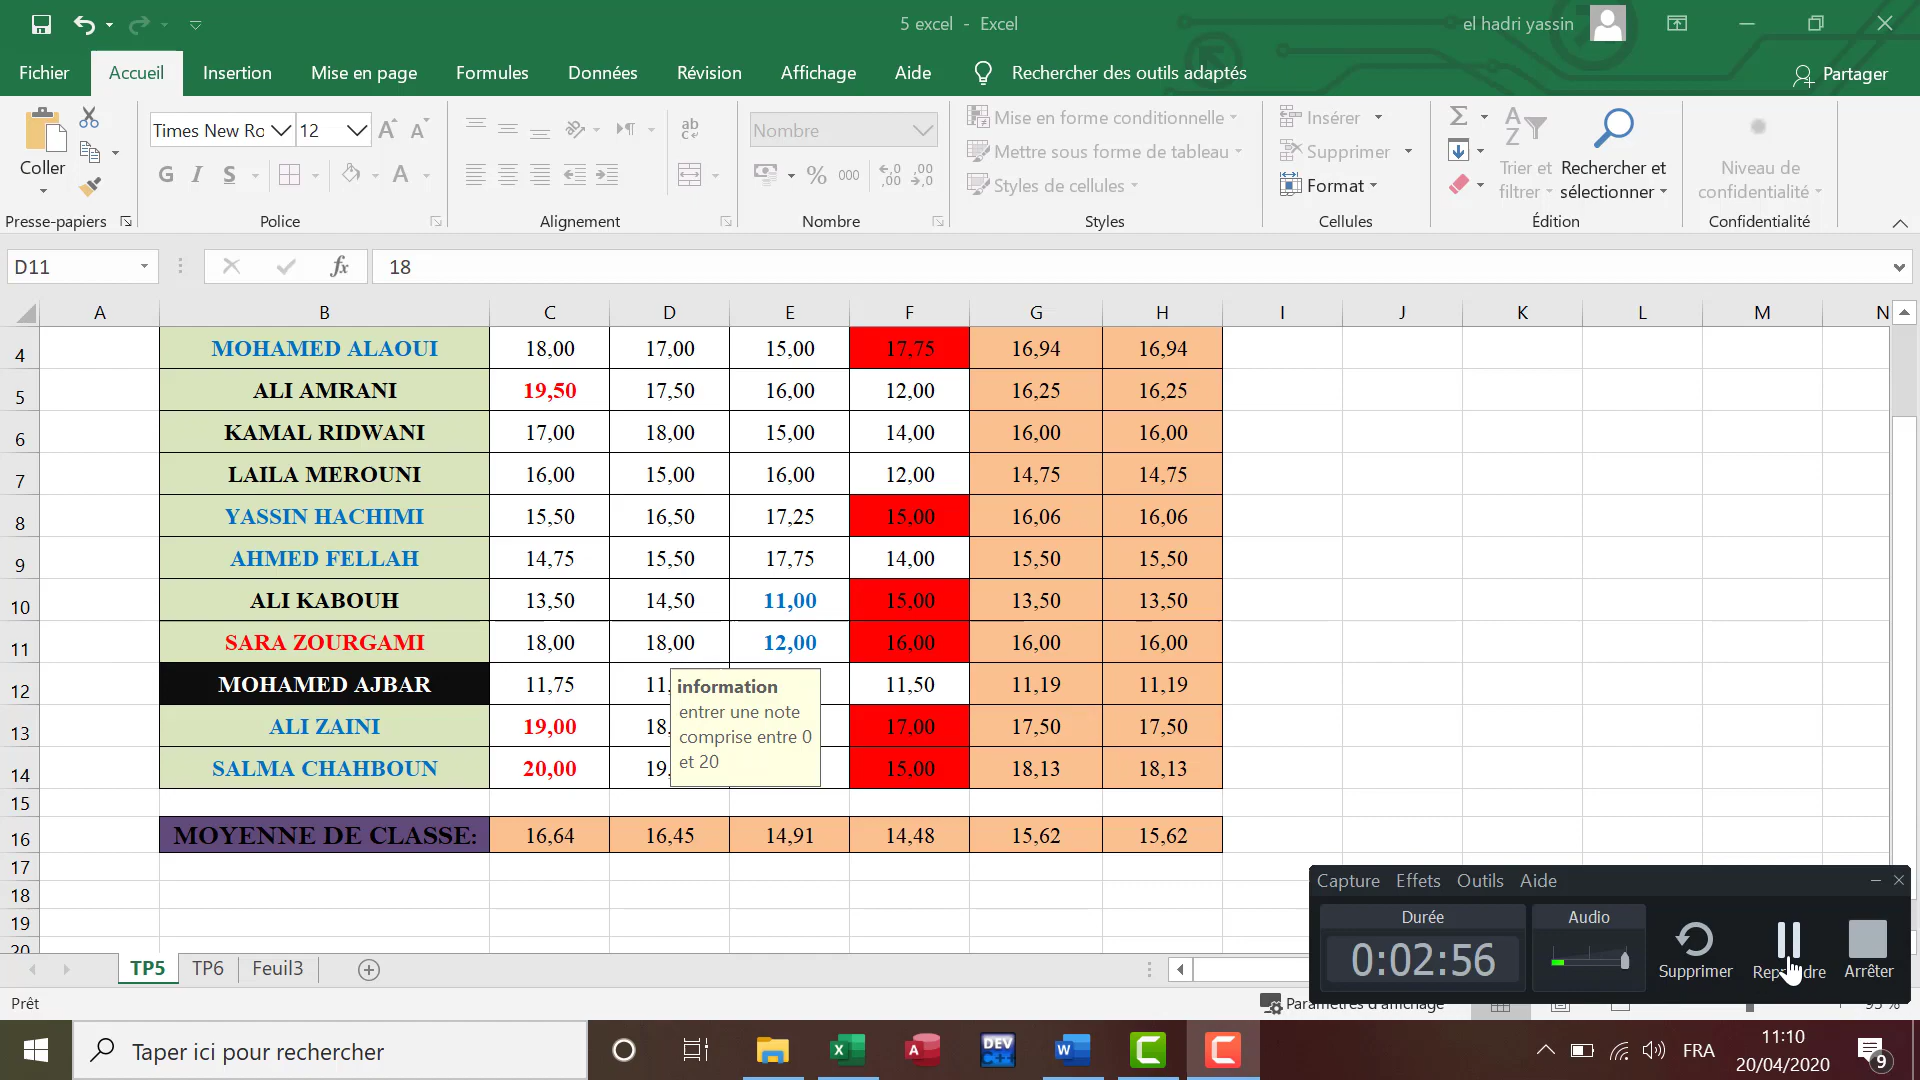 5 excel - Excel
el hadri yassin
Fichier Accueil Insertion Mise en page Formules Données Révision Affichage Aide Rechercher des outils adaptés Partager
Coller
Times New Ro 12
G I S A
Nombre
% 000
Mise en forme conditionnelle
Mettre sous forme de tableau
Styles de cellules
Insérer
Supprimer
Format
Trier et filtrer
Rechercher et sélectionner
Niveau de confidentialité
Presse-papiers Police Alignement Nombre Styles Cellules Édition Confidentialité
D11 fx 18
A B C D E F G H I J K L M N
4 MOHAMED ALAOUI 18,00 17,00 15,00 17,75 16,94 16,94
5 ALI AMRANI 19,50 17,50 16,00 12,00 16,25 16,25
6 KAMAL RIDWANI 17,00 18,00 15,00 14,00 16,00 16,00
7 LAILA MEROUNI 16,00 15,00 16,00 12,00 14,75 14,75
8 YASSIN HACHIMI 15,50 16,50 17,25 15,00 16,06 16,06
9 AHMED FELLAH 14,75 15,50 17,75 14,00 15,50 15,50
10 ALI KABOUH 13,50 14,50 11,00 15,00 13,50 13,50
11 SARA ZOURGAMI 18,00 18,00 12,00 16,00 16,00 16,00
12 MOHAMED AJBAR 11,75 11, 11,50 11,19 11,19
13 ALI ZAINI 19,00 18, 17,00 17,50 17,50
14 SALMA CHAHBOUN 20,00 19, 15,00 18,13 18,13
information
entrer une note
comprise entre 0
et 20
15
16 MOYENNE DE CLASSE: 16,64 16,45 14,91 14,48 15,62 15,62
17
18
19
20
Capture Effets Outils Aide
Durée Audio
0:02:56
Supprimer Reprendre Arrêter
TP5 TP6 Feuil3
Prêt
Paramètres d'affichage 95 %
Taper ici pour rechercher
DEV C++
FRA
11:10
20/04/2020
9